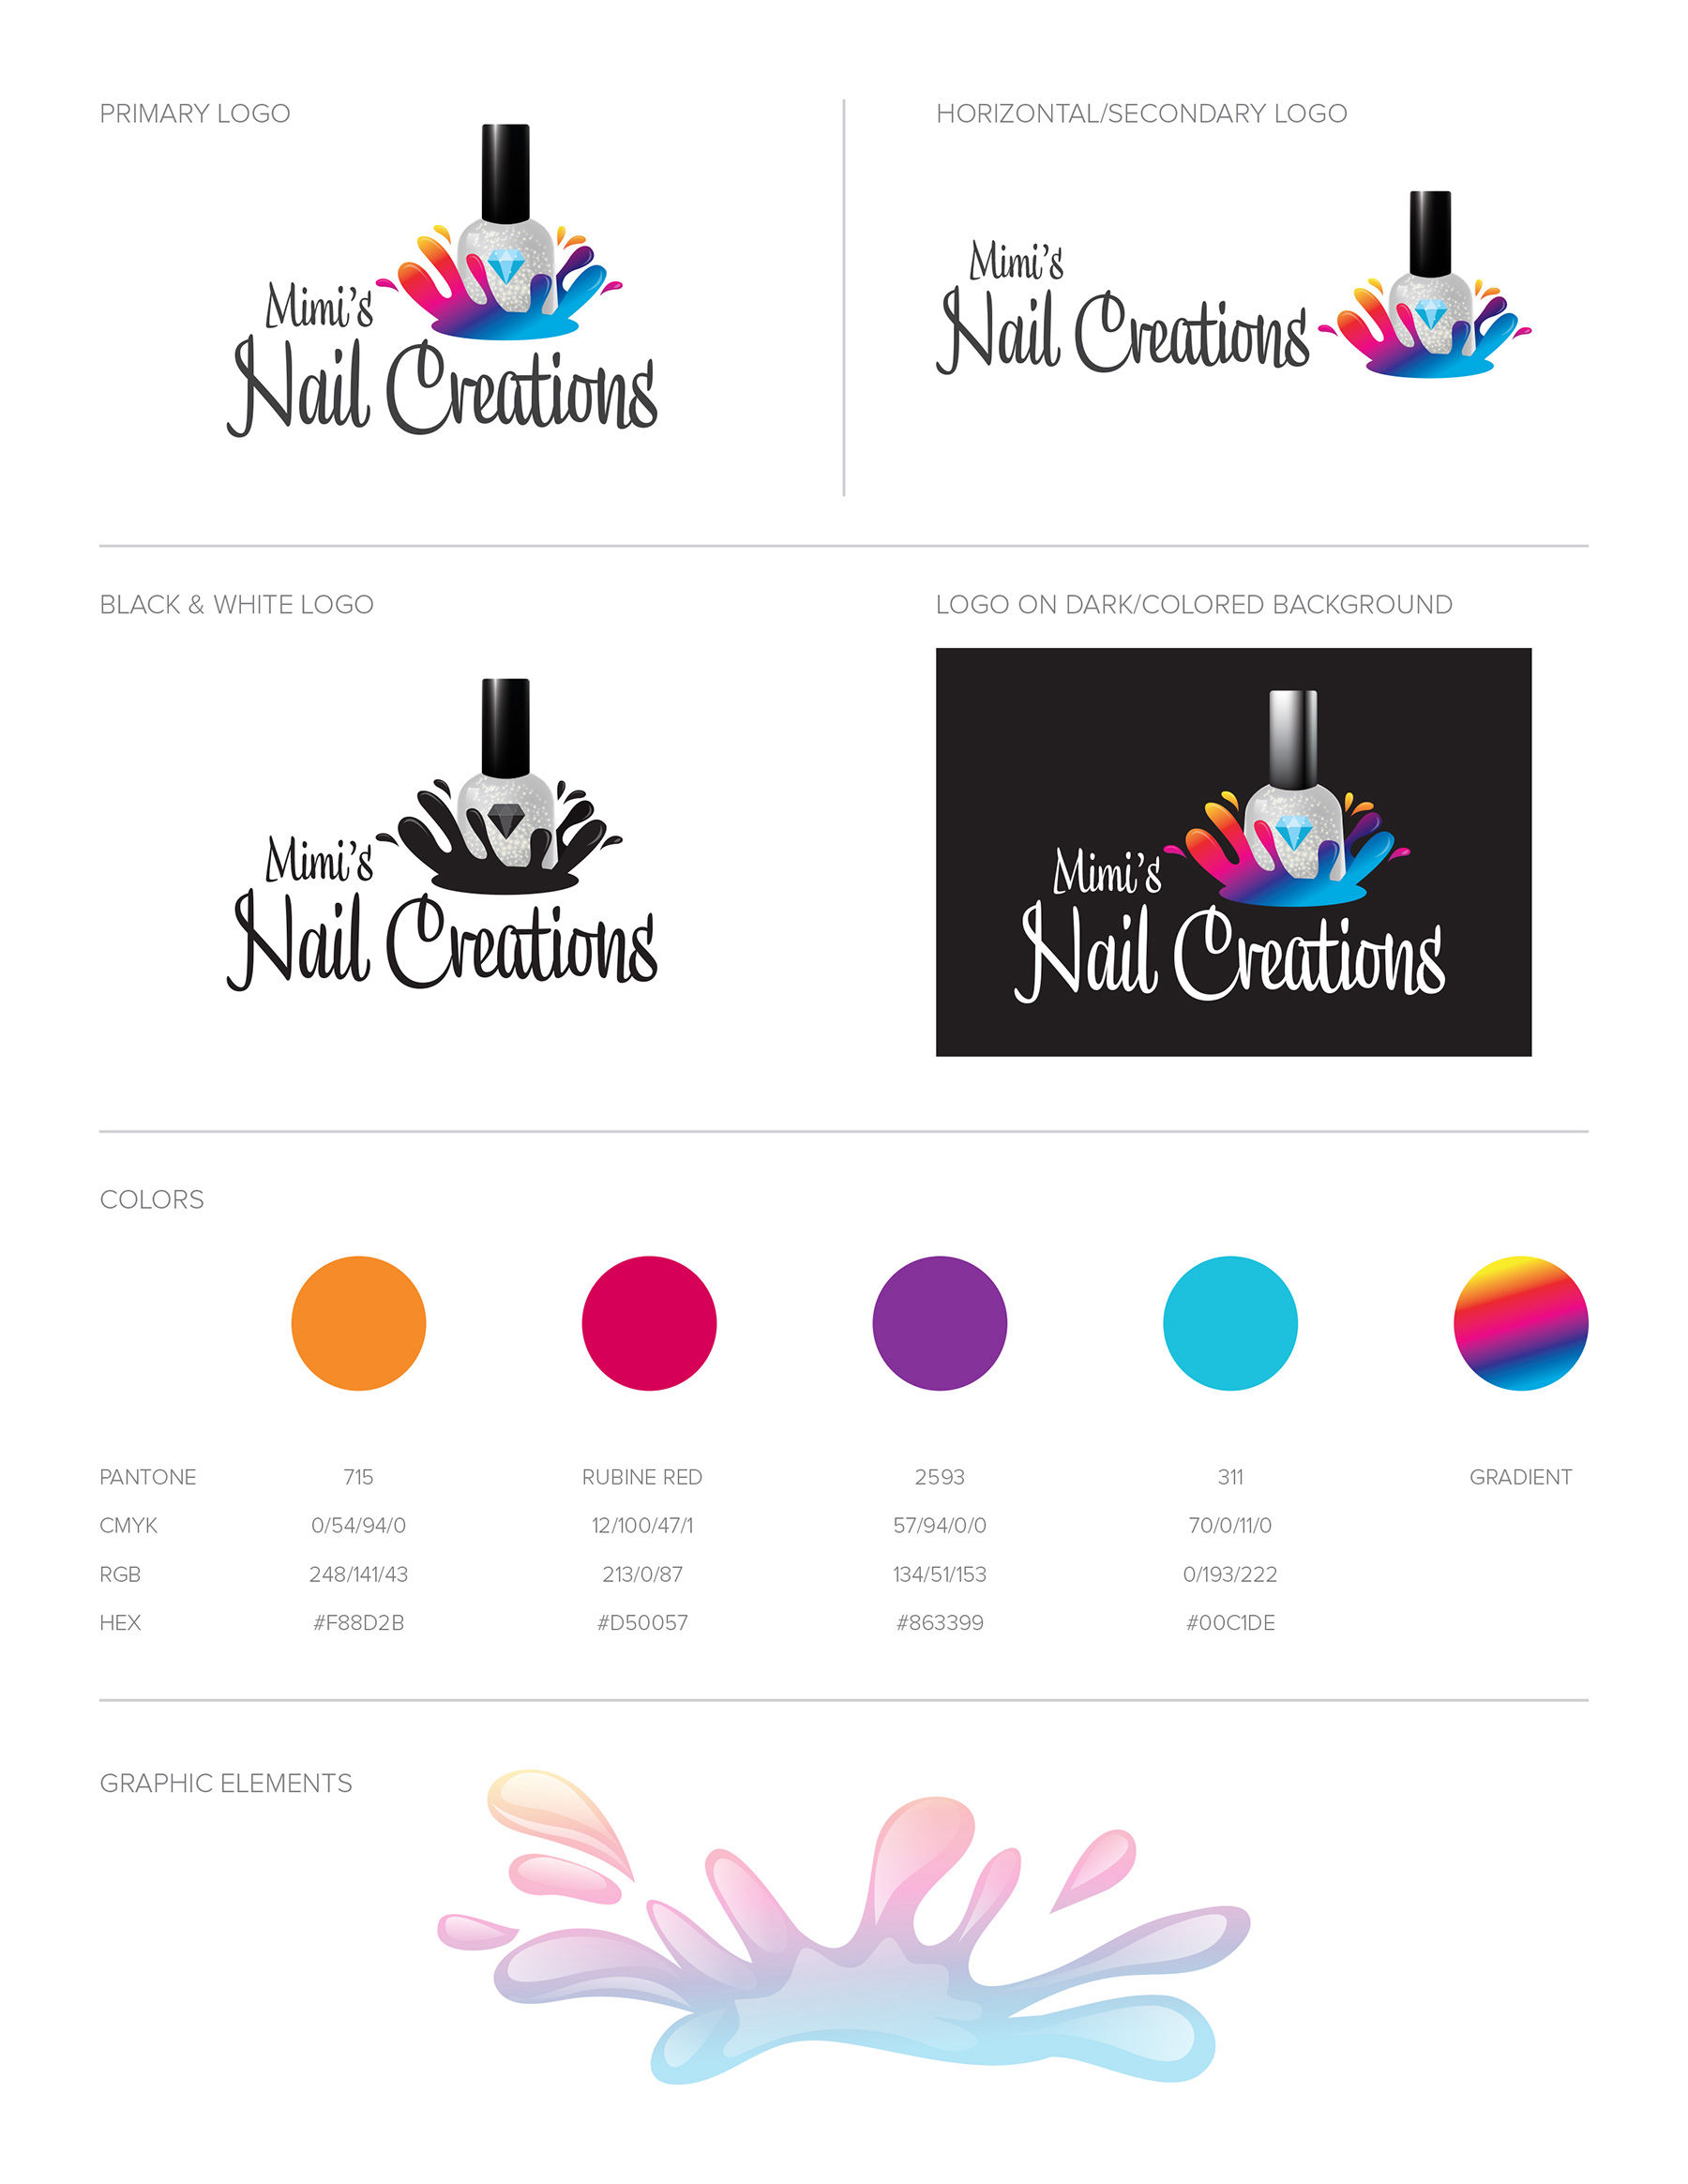 PRIMARY LOGO
Mimi's
Nail Creations
HORIZONTAL/SECONDARY LOGO
Mimi's
Nail Creations
BLACK & WHITE LOGO
Mimi's
Nail Creations
LOGO ON DARK/COLORED BACKGROUND
Mimi's
Nail Creations
COLORS
PANTONE 715 RUBINE RED 2593 311 GRADIENT
CMYK 0/54/94/0 12/100/47/1 57/94/0/0 70/0/11/0
RGB 248/141/43 213/0/87 134/51/153 0/193/222
HEX #F88D2B #D50057 #863399 #00C1DE
GRAPHIC ELEMENTS